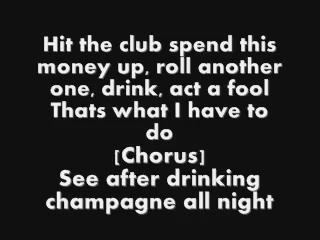 Hit the club spend this
money up, roll another
one, drink, act a fool
Thats what I have to
do
[Chorus]
See after drinking
champagne all night